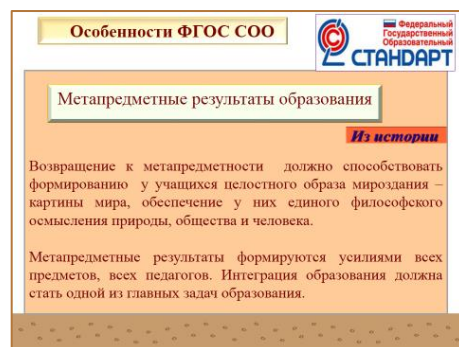 Особенности ФГОС СОО
Федеральный
Государственный
Образовательный
СТАНДАРТ
Метапредметные результаты образования
Из истории
Возвращение к метапредметности должно способствовать
формированию у учащихся целостного образа мироздания –
картины мира, обеспечение у них единого философского
осмысления природы, общества и человека.
Метапредметные результаты формируются усилиями всех
предметов, всех педагогов. Интеграция образования должна
стать одной из главных задач образования.